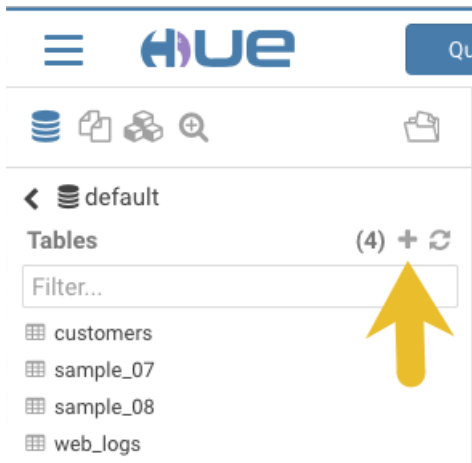 HUE
Qu
default
Tables (4)
Filter...
customers
sample_07
sample_08
web_logs